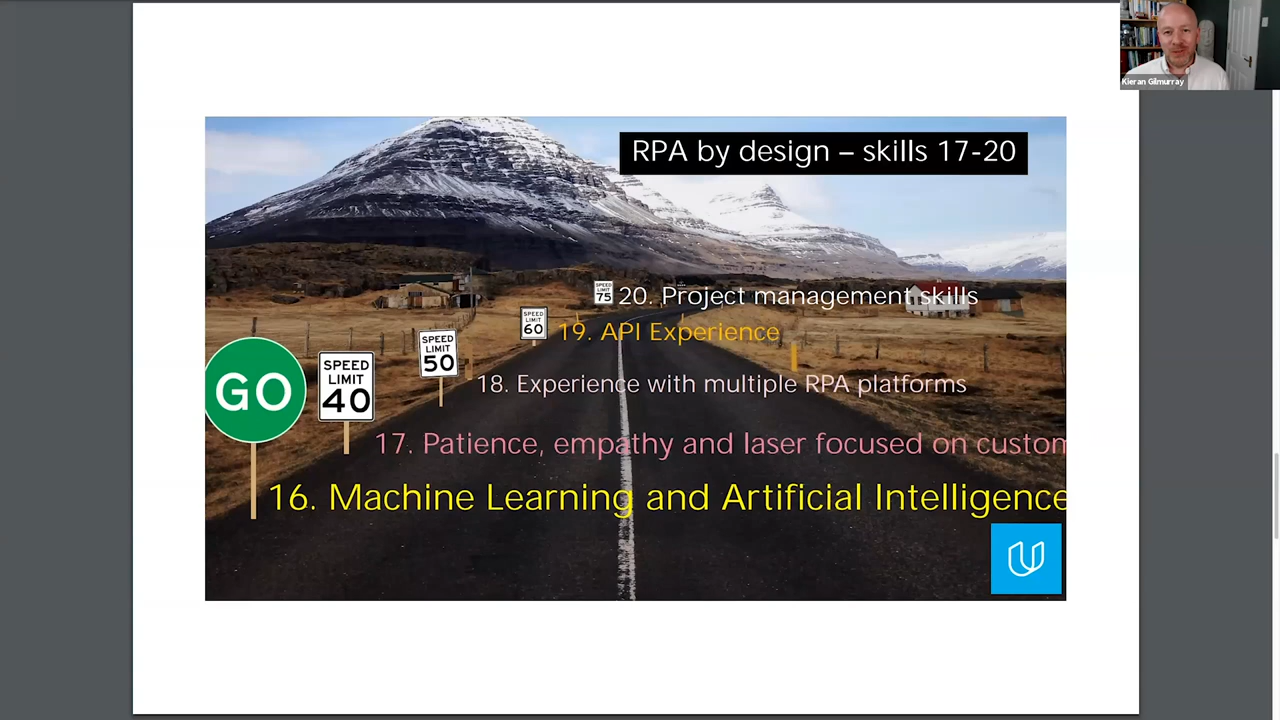 Kieran Gilmurray
RPA by design – skills 17-20
SPEED
LIMIT
75
20. Project management skills
SPEED
LIMIT
60
19. API Experience
SPEED
LIMIT
50
18. Experience with multiple RPA platforms
GO
SPEED
LIMIT
40
17. Patience, empathy and laser focused on custom
16. Machine Learning and Artificial Intelligence